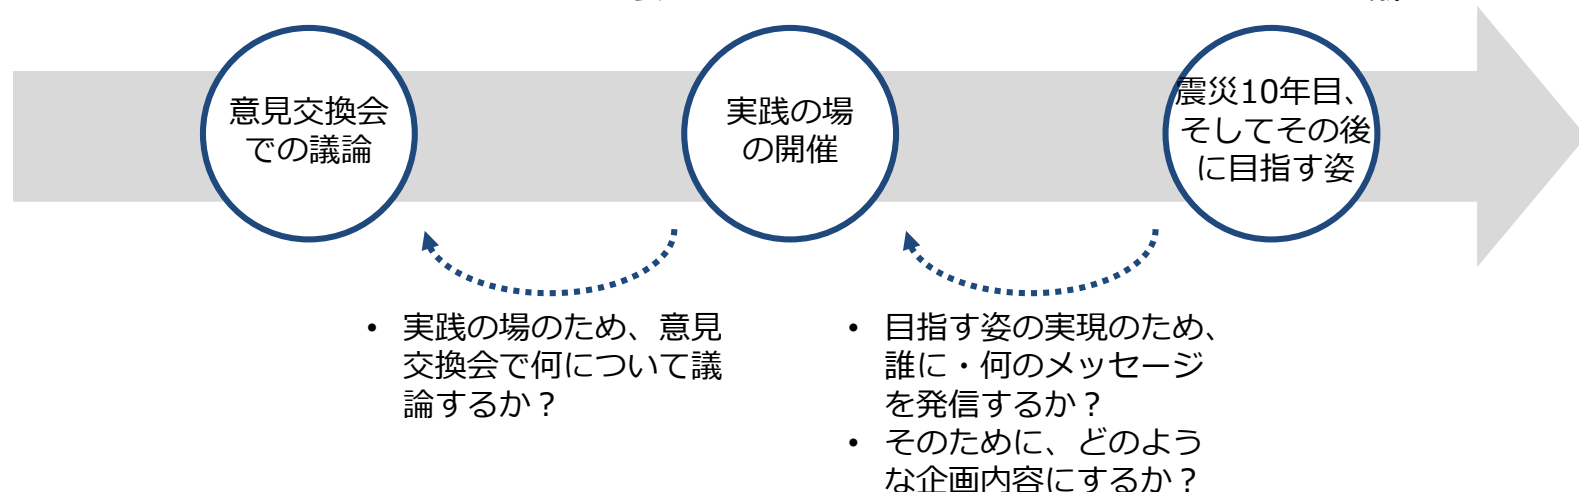 意見交換会
での議論
実践の場
の開催
震災10年目、
そしてその後
に目指す姿
• 実践の場のため、意見
交換会で何について議
論するか？
• 目指す姿の実現のため、
誰に・何のメッセージ
を発信するか？
• そのために、どのよう
な企画内容にするか？